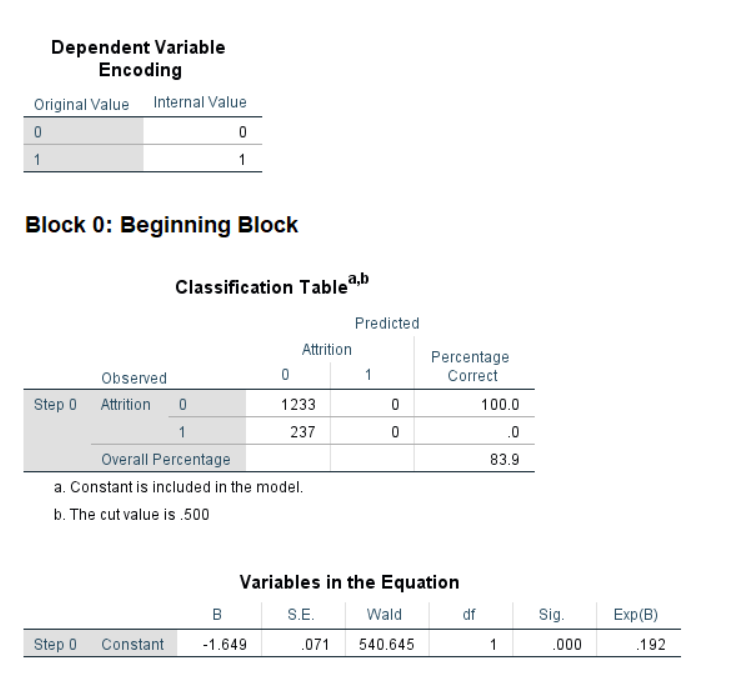 Dependent Variable
Encoding
Original Value Internal Value
0 0
1 1
Block 0: Beginning Block
Classification Table^a,b
Predicted
Attrition Percentage
Observed 0 1 Correct
Step 0 Attrition 0 1233 0 100.0
1 237 0 .0
Overall Percentage 83.9
a. Constant is included in the model.
b. The cut value is .500
Variables in the Equation
B S.E. Wald df Sig. Exp(B)
Step 0 Constant -1.649 .071 540.645 1 .000 .192